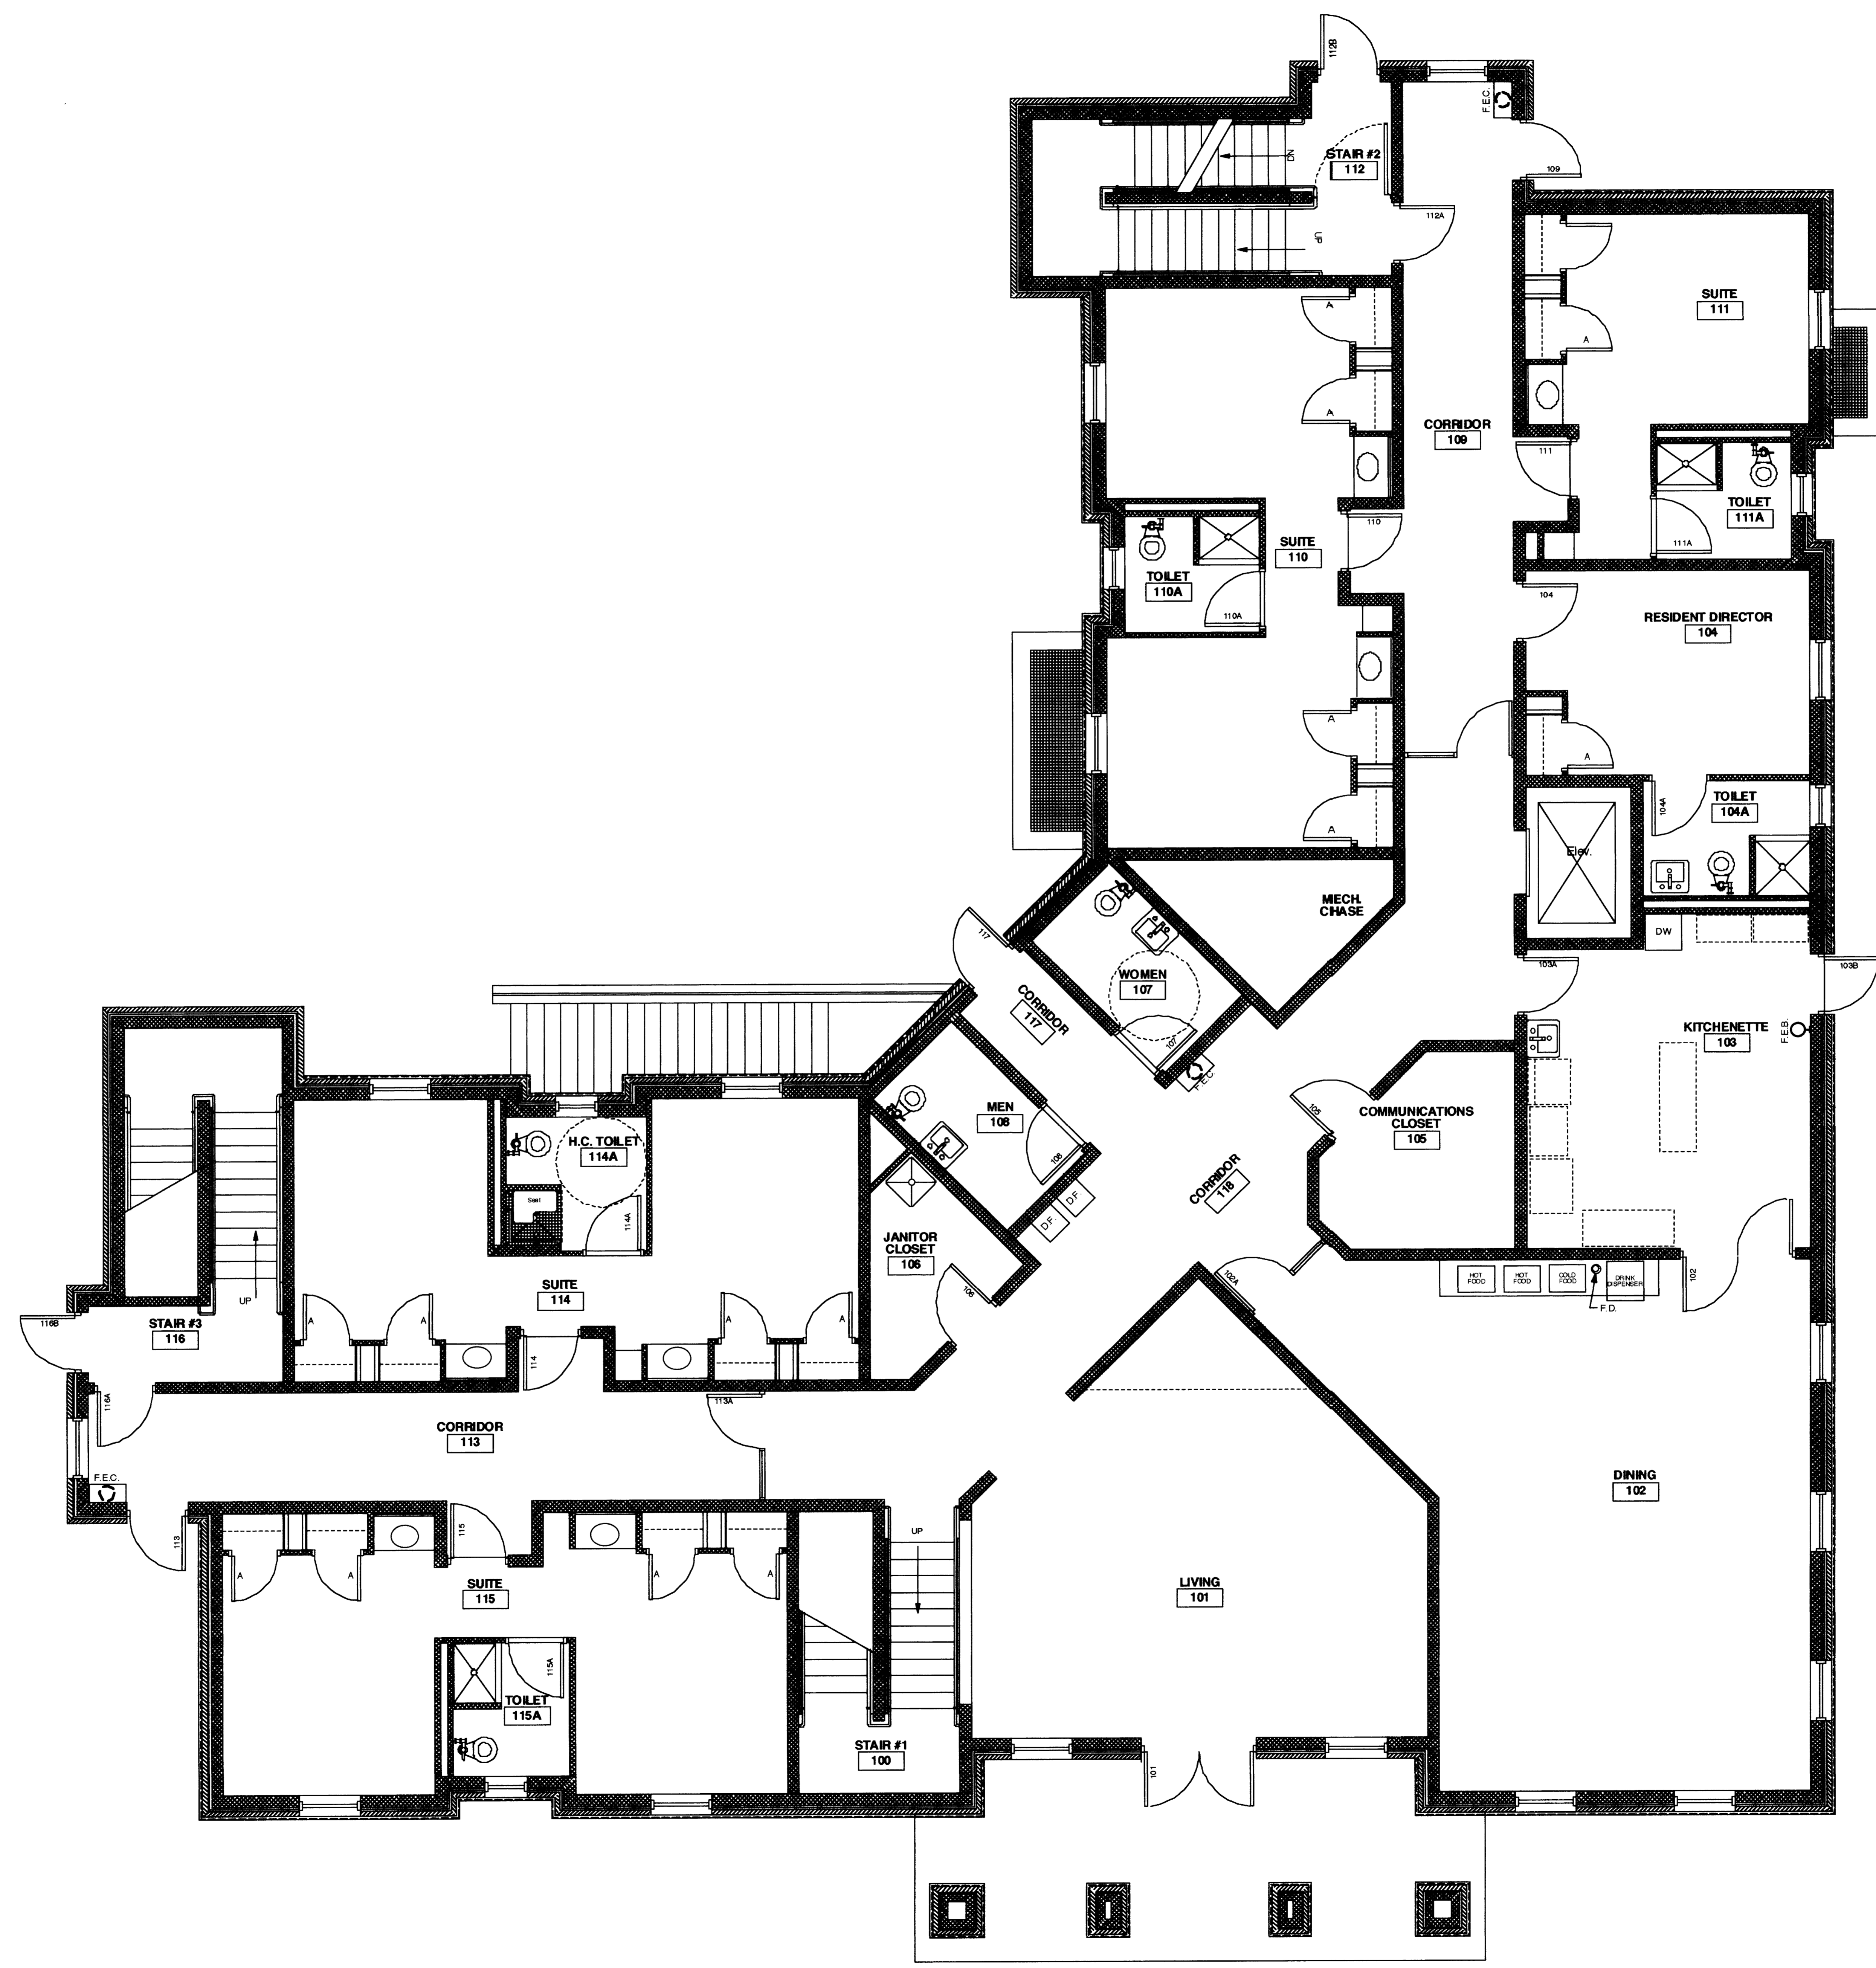 112B
F.E.C.
STAIR #2
112
DN
109
112A
UP
SUITE
111
A
A
A
CORRIDOR
109
111
TOILET
111A
111A
110
SUITE
110
TOILET
110A
110A
104
RESIDENT DIRECTOR
104
A
A
A
TOILET
104A
104A
Elev.
MECH.
CHASE
DW
117
WOMEN
107
107
F.E.C.
CORRIDOR
117
103A
103B
KITCHENETTE
103
F.E.B.
MEN
108
108
D.F.
D.F.
105
COMMUNICATIONS
CLOSET
105
CORRIDOR
118
H.C. TOILET
114A
Seat
114A
JANITOR
CLOSET
106
106
102A
HOT
FOOD
HOT
FOOD
COLD
FOOD
DRINK
DISPENSER
F.D.
102
SUITE
114
UP
A
A
A
A
116B
STAIR #3
116
114
116A
113A
CORRIDOR
113
F.E.C.
113
115
UP
DINING
102
A
A
A
A
SUITE
115
LIVING
101
115A
TOILET
115A
STAIR #1
100
101